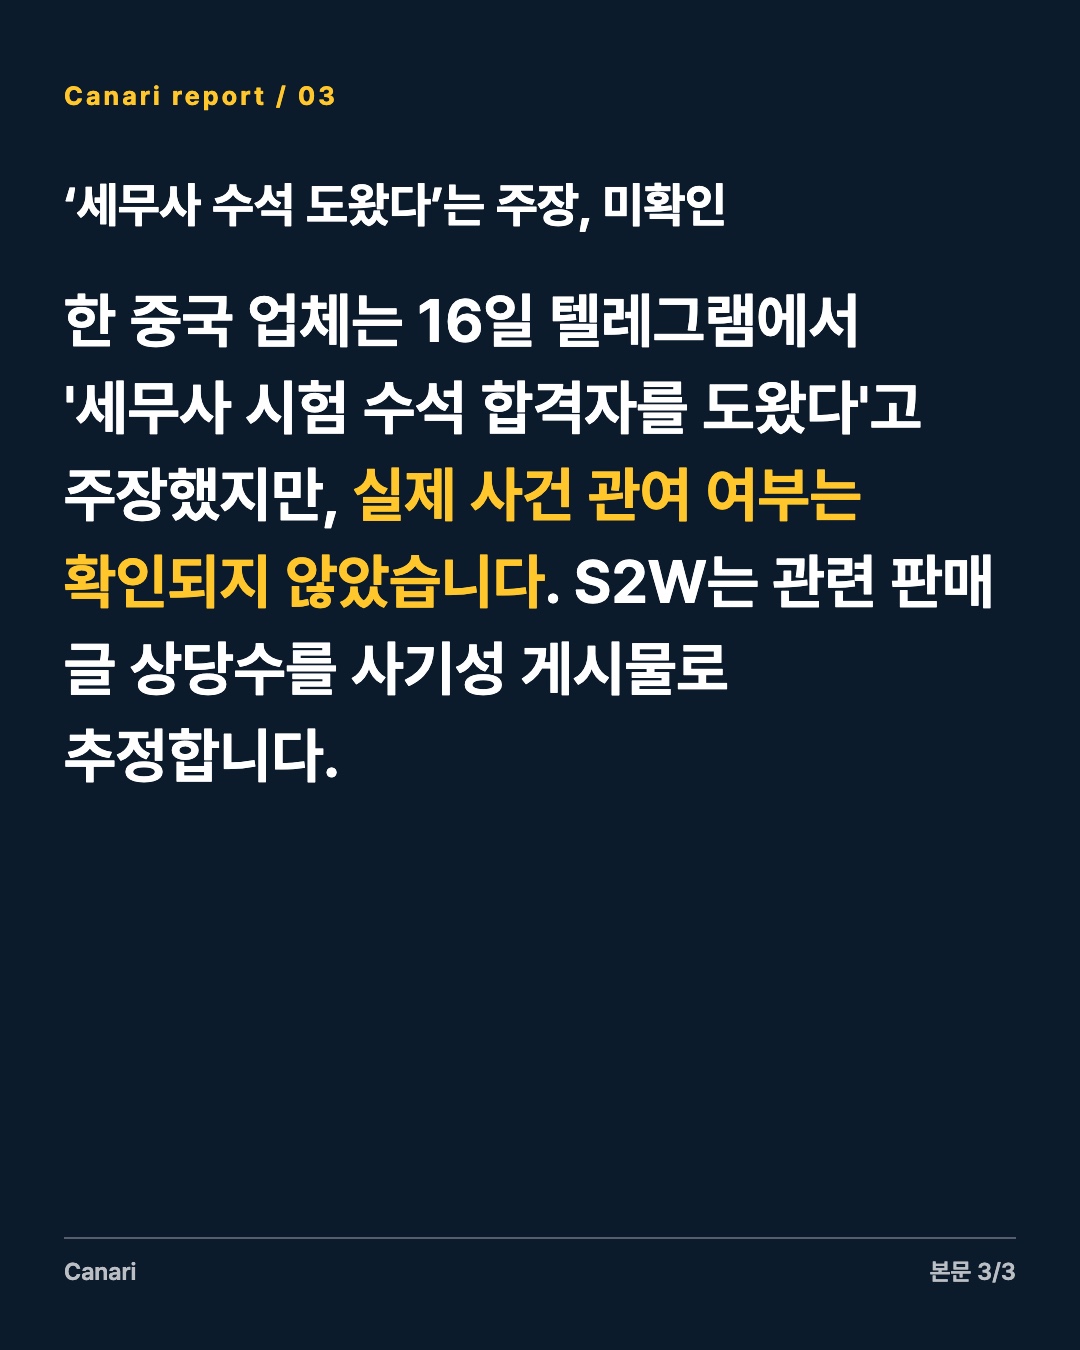 Canari report / 03
‘세무사 수석 도왔다’는 주장, 미확인
한 중국 업체는 16일 텔레그램에서
'세무사 시험 수석 합격자를 도왔다'고
주장했지만, 실제 사건 관여 여부는
확인되지 않았습니다. S2W는 관련 판매
글 상당수를 사기성 게시물로
추정합니다.
Canari
본문 3/3